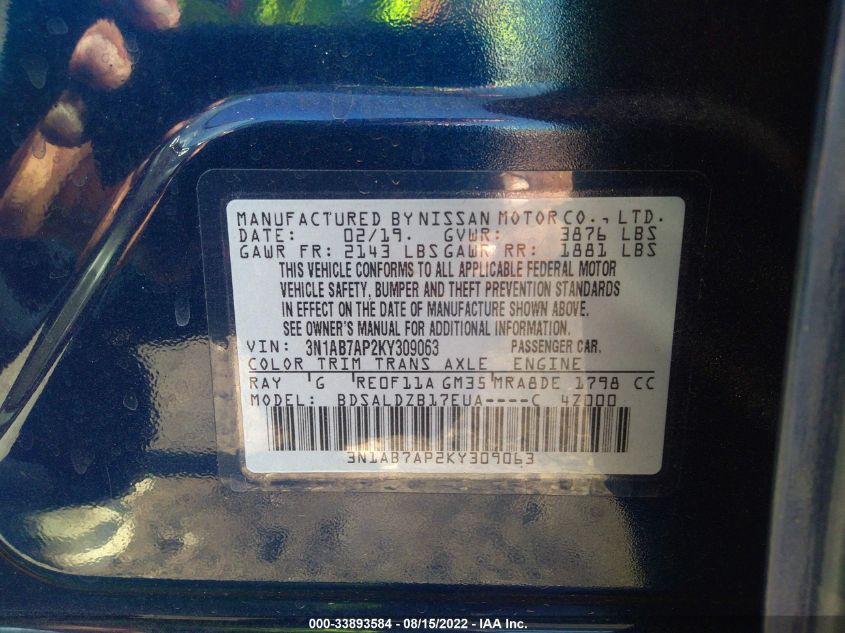 MANUFACTURED BY NISSAN MOTOR CO., LTD.
DATE: 02/19. GVWR: 3876 LBS
GAWR FR: 2143 LBS GAWR RR: 1881 LBS
THIS VEHICLE CONFORMS TO ALL APPLICABLE FEDERAL MOTOR
VEHICLE SAFETY, BUMPER AND THEFT PREVENTION STANDARDS
IN EFFECT ON THE DATE OF MANUFACTURE SHOWN ABOVE.
SEE OWNER'S MANUAL FOR ADDITIONAL INFORMATION.
VIN: 3N1AB7AP2KY309063 PASSENGER CAR.
COLOR TRIM TRANS AXLE ENGINE
RAY G RE0F11A GM35 MRA8DE 1798 CC
MODEL: BDSALDZB17EUA----C 4Z000
3N1AB7AP2KY309063
000-33893584 - 08/15/2022 - IAA Inc.